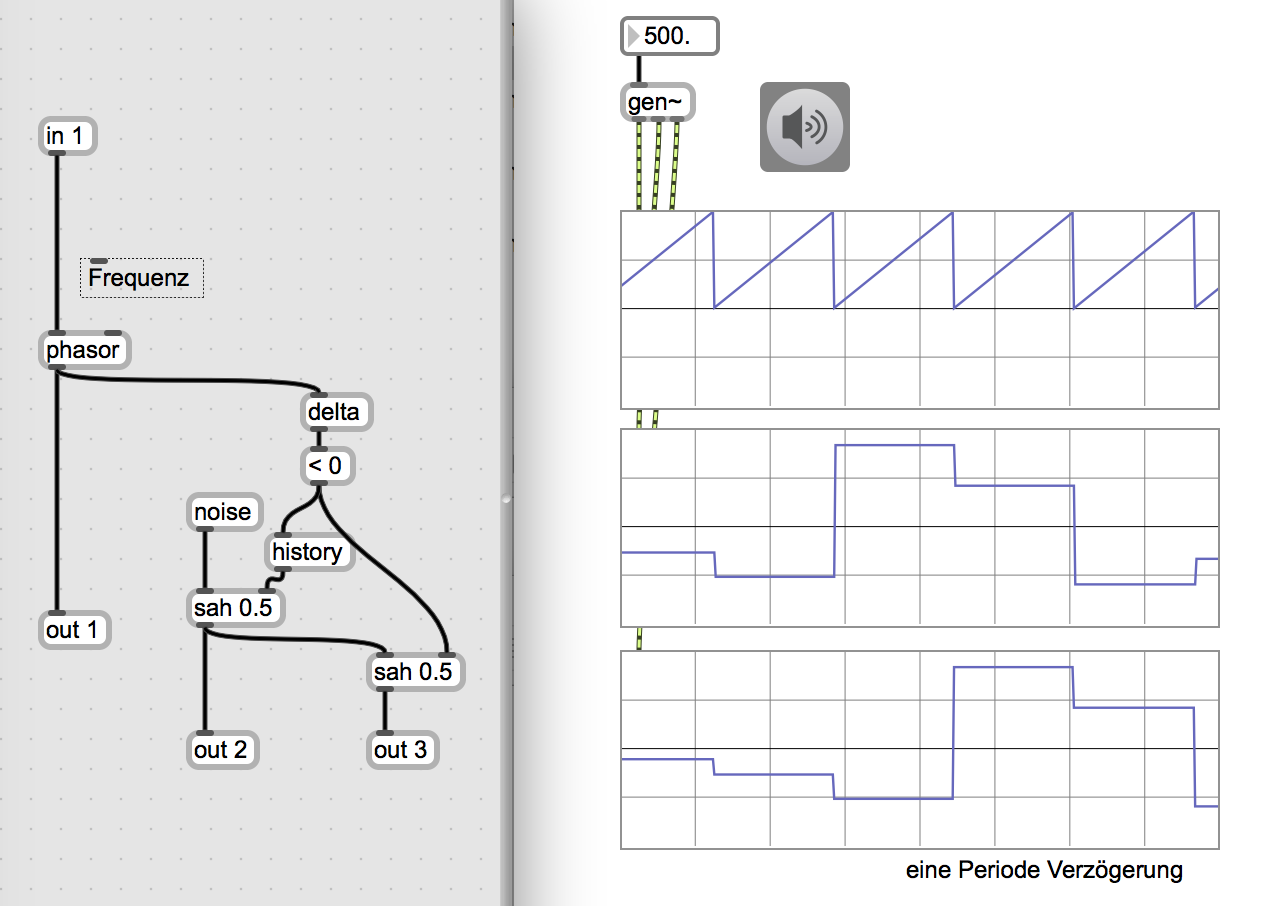 in 1
Frequenz
phasor
delta
< 0
noise
history
sah 0.5
out 1
sah 0.5
out 2
out 3
500.
gen~
eine Periode Verzögerung